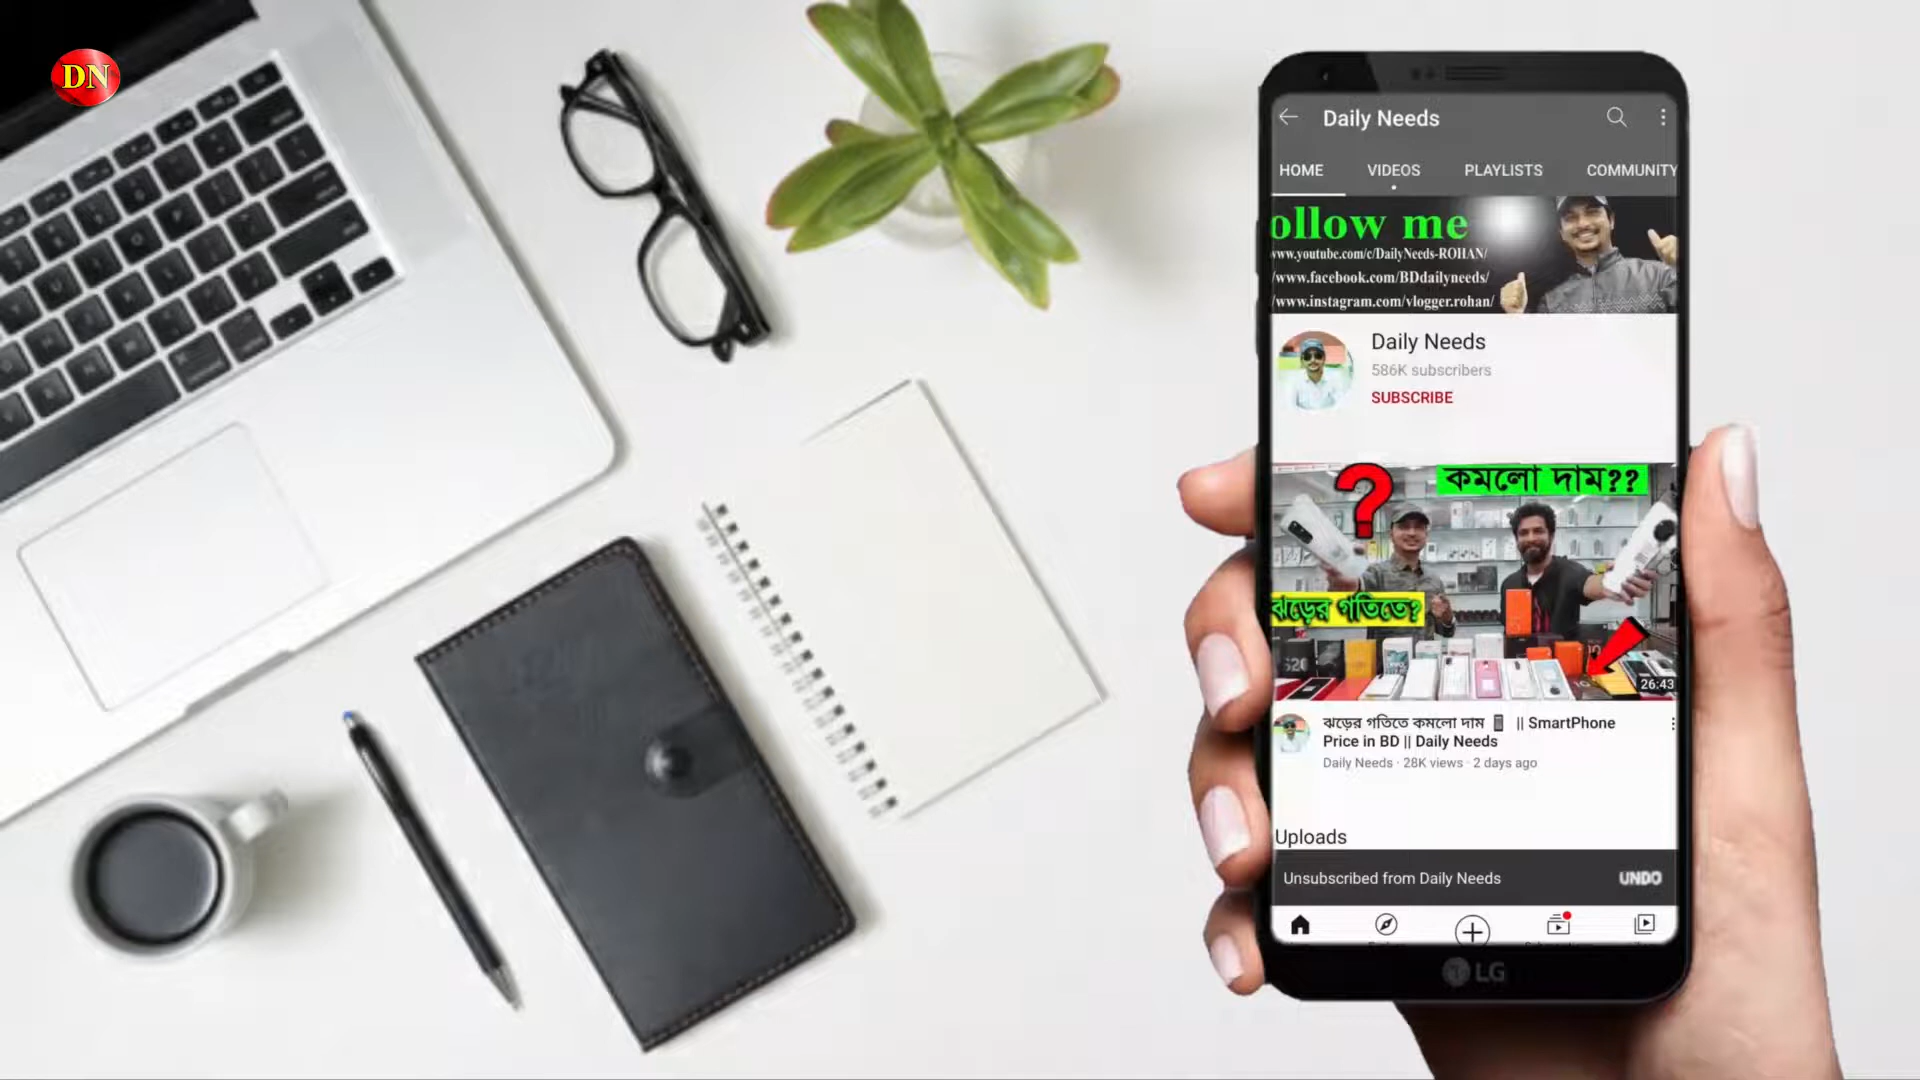 DN
Daily Needs
HOME VIDEOS PLAYLISTS COMMUNITY
ollow me
www.youtube.com/c/DailyNeeds-ROHAN/
/www.facebook.com/BDdailyneeds/
/www.instagram.com/vlogger.rohan/
Daily Needs
586K subscribers
SUBSCRIBE
?
কমলো দাম??
ঝড়ের গতিতে?
26:43
ঝড়ের গতিতে কমলো দাম 📱 || SmartPhone
Price in BD || Daily Needs
Daily Needs · 28K views · 2 days ago
Uploads
Unsubscribed from Daily Needs UNDO
LG